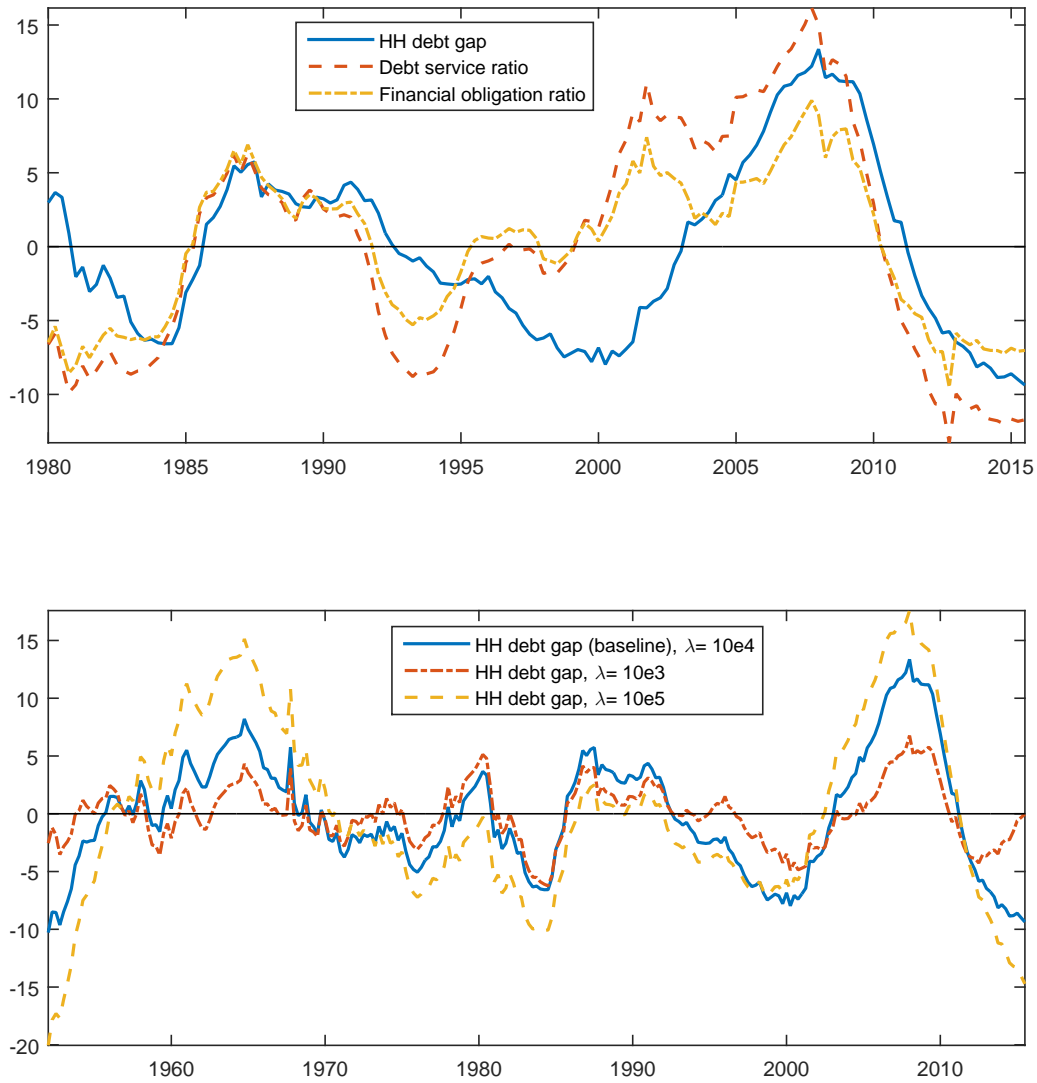 15
10
5
0
-5
-10
HH debt gap
Debt service ratio
Financial obligation ratio
1980 1985 1990 1995 2000 2005 2010 2015
15
10
5
0
-5
-10
-15
-20
HH debt gap (baseline), λ= 10e4
HH debt gap, λ= 10e3
HH debt gap, λ= 10e5
1960 1970 1980 1990 2000 2010